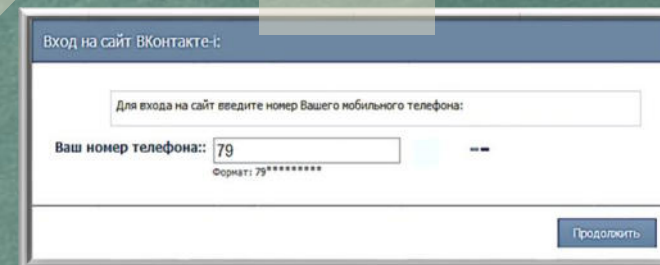 Вход на сайт ВКонтакте-i:
Для входа на сайт введите номер Вашего мобильного телефона:
Ваш номер телефона:: 79
Формат: 79*********
Продолжить